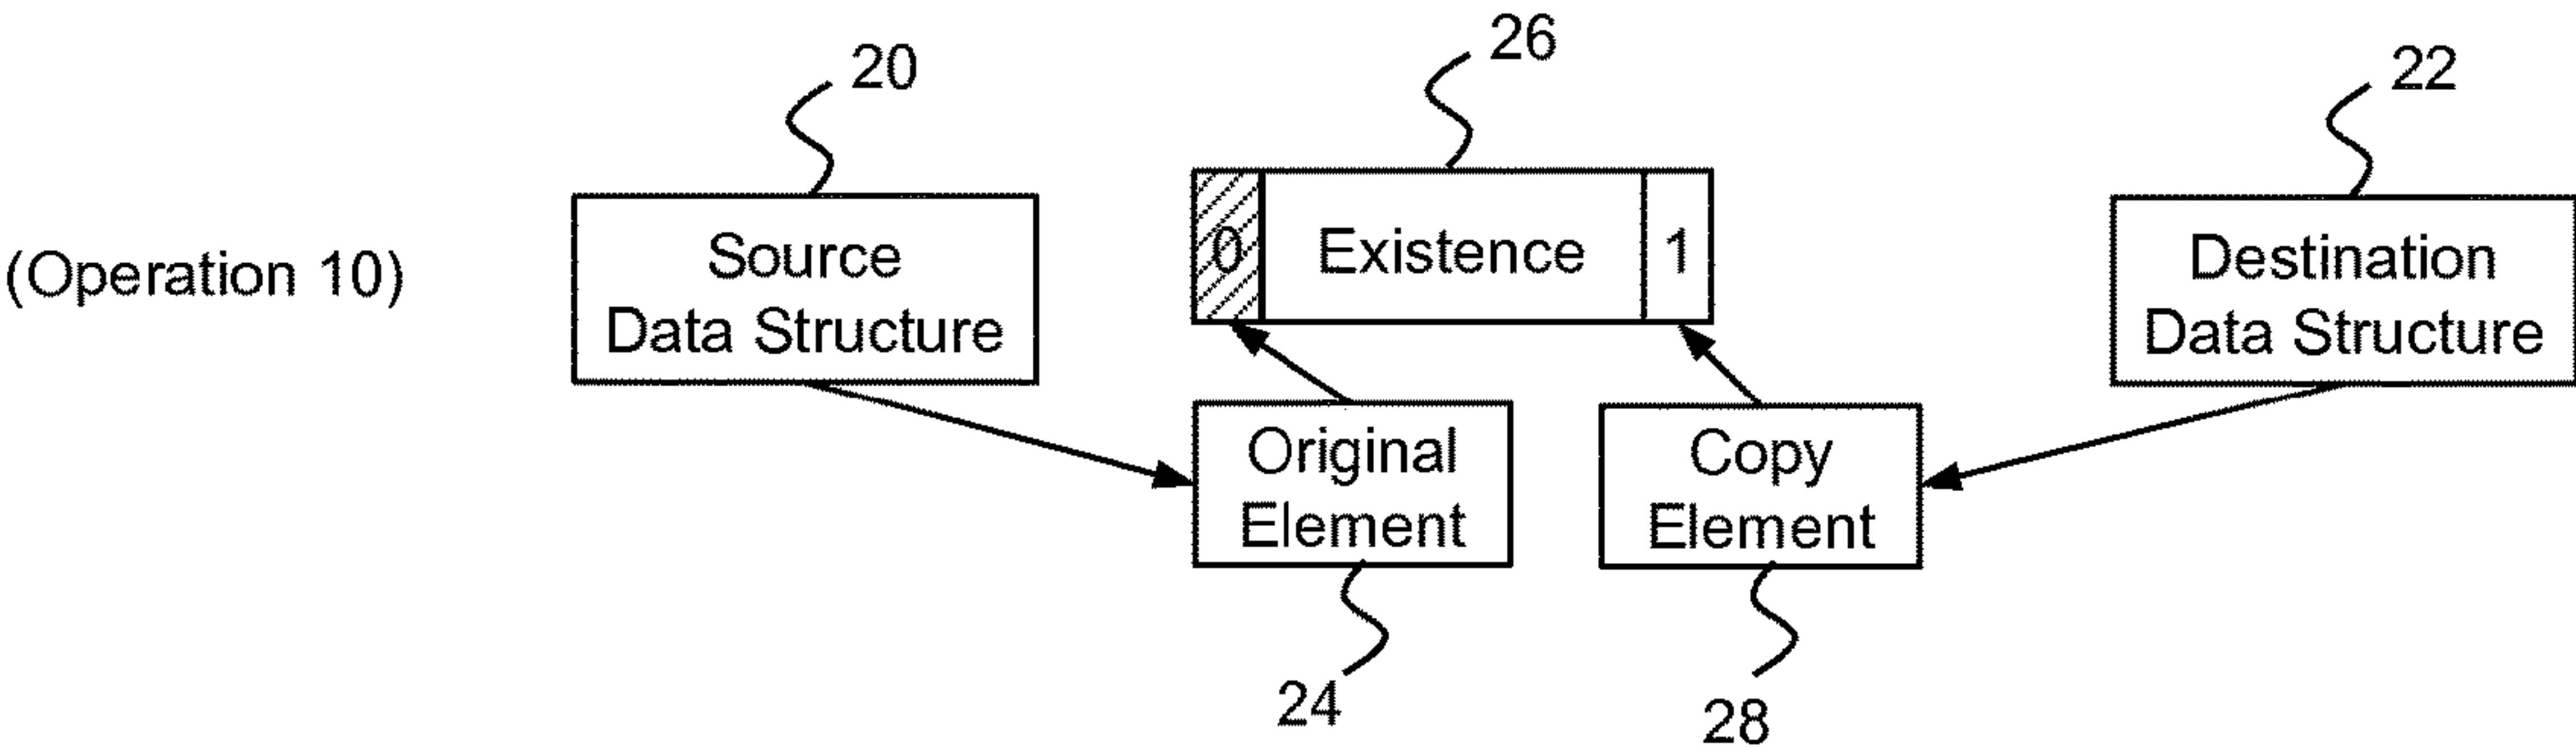 20
26
22
(Operation 10)
Source
Data Structure
0
Existence
1
Destination
Data Structure
Original
Element
Copy
Element
24
28